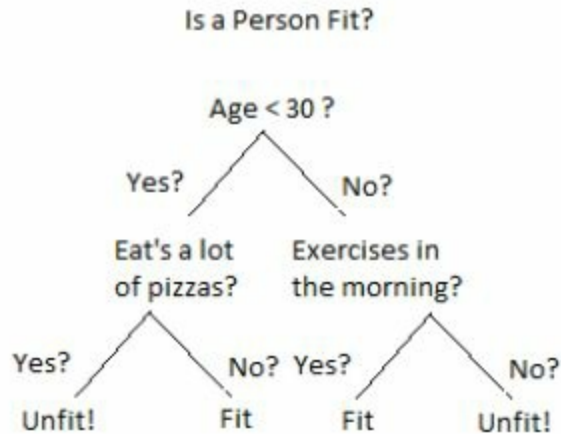 Is a Person Fit?
Age < 30 ?
Yes?
No?
Eat's a lot
of pizzas?
Exercises in
the morning?
Yes?
No?
Yes?
No?
Unfit!
Fit
Fit
Unfit!